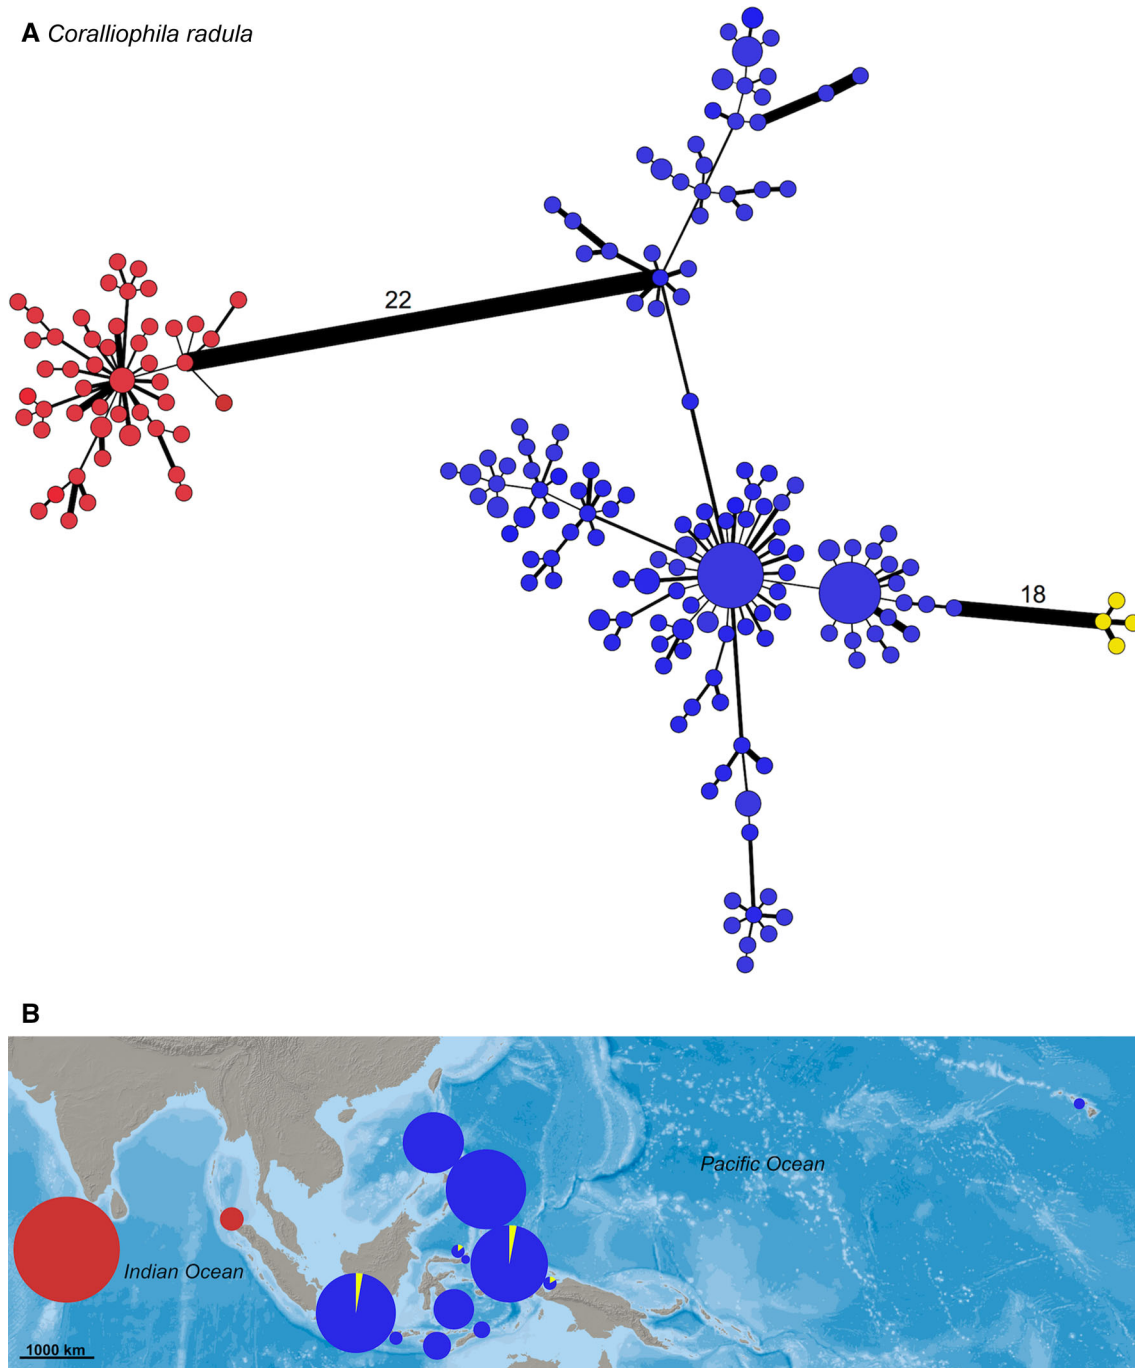 A Coralliophila radula
22
18
B
Pacific Ocean
Indian Ocean
1000 km